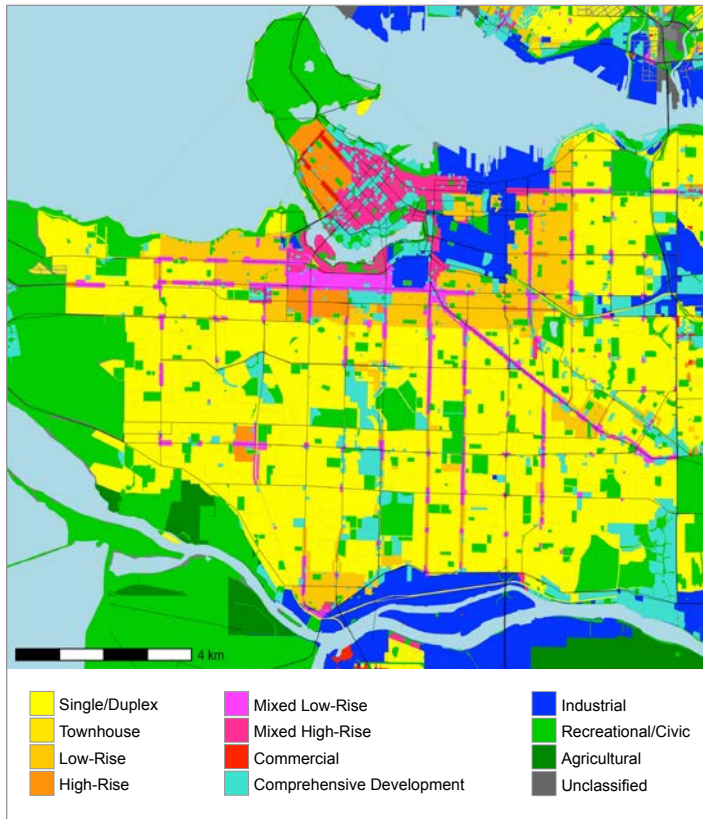 4 km
Single/Duplex
Townhouse
Low-Rise
High-Rise
Mixed Low-Rise
Mixed High-Rise
Commercial
Comprehensive Development
Industrial
Recreational/Civic
Agricultural
Unclassified